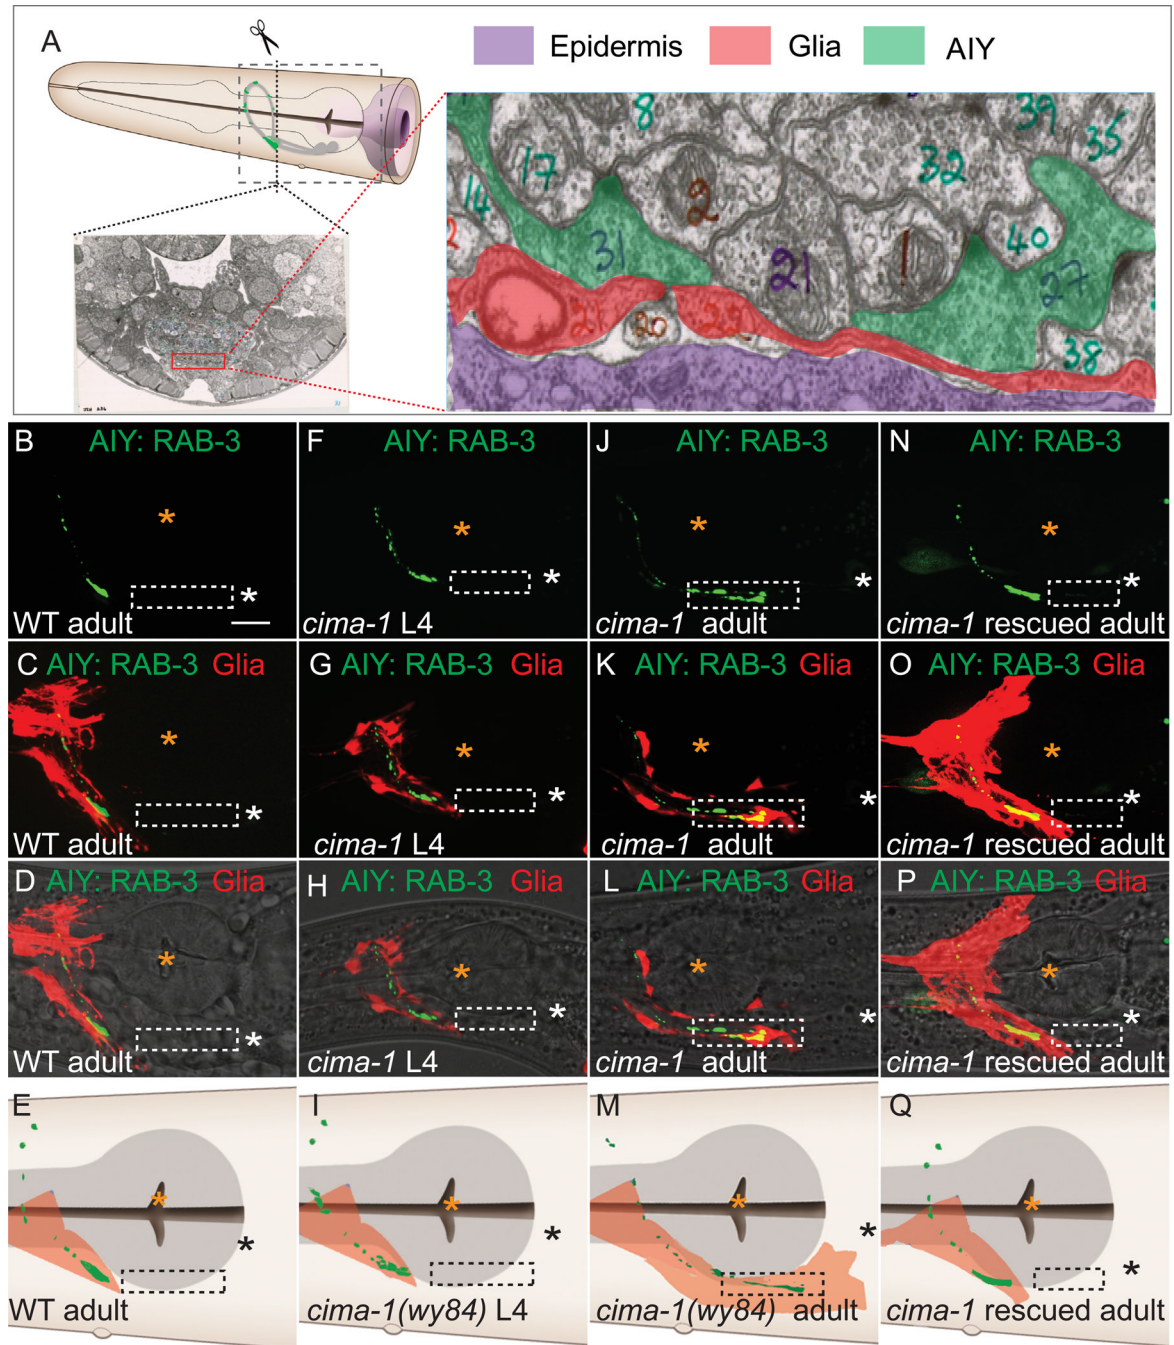 A
Epidermis
Glia
AIY
8
39
35
17
2
32
14
31
21
1
40
27
20
38
B
AIY: RAB-3
*
*
WT adult
F
AIY: RAB-3
*
*
cima-1 L4
J
AIY: RAB-3
*
*
cima-1 adult
N
AIY: RAB-3
*
*
cima-1 rescued adult
C
AIY: RAB-3 Glia
*
*
WT adult
G
AIY: RAB-3 Glia
*
*
cima-1 L4
K
AIY: RAB-3 Glia
*
*
cima-1 adult
O
AIY: RAB-3 Glia
*
*
cima-1 rescued adult
D
AIY: RAB-3 Glia
*
*
WT adult
H
AIY: RAB-3 Glia
*
*
cima-1 L4
L
AIY: RAB-3 Glia
*
*
cima-1 adult
P
AIY: RAB-3 Glia
*
*
cima-1 rescued adult
E
*
*
WT adult
I
*
*
cima-1(wy84) L4
M
*
*
cima-1(wy84) adult
Q
*
*
cima-1 rescued adult